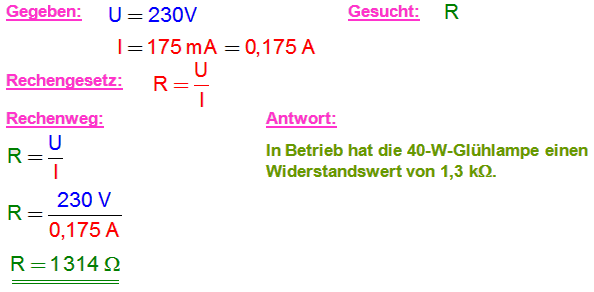 Gegeben: U = 230V Gesucht: R
I = 175 mA = 0,175 A
Rechengesetz: R = U/I
Rechenweg: Antwort:
R = U/I
In Betrieb hat die 40-W-Glühlampe einen
Widerstandswert von 1,3 kΩ.
R = 230 V/0,175 A
R = 1314 Ω